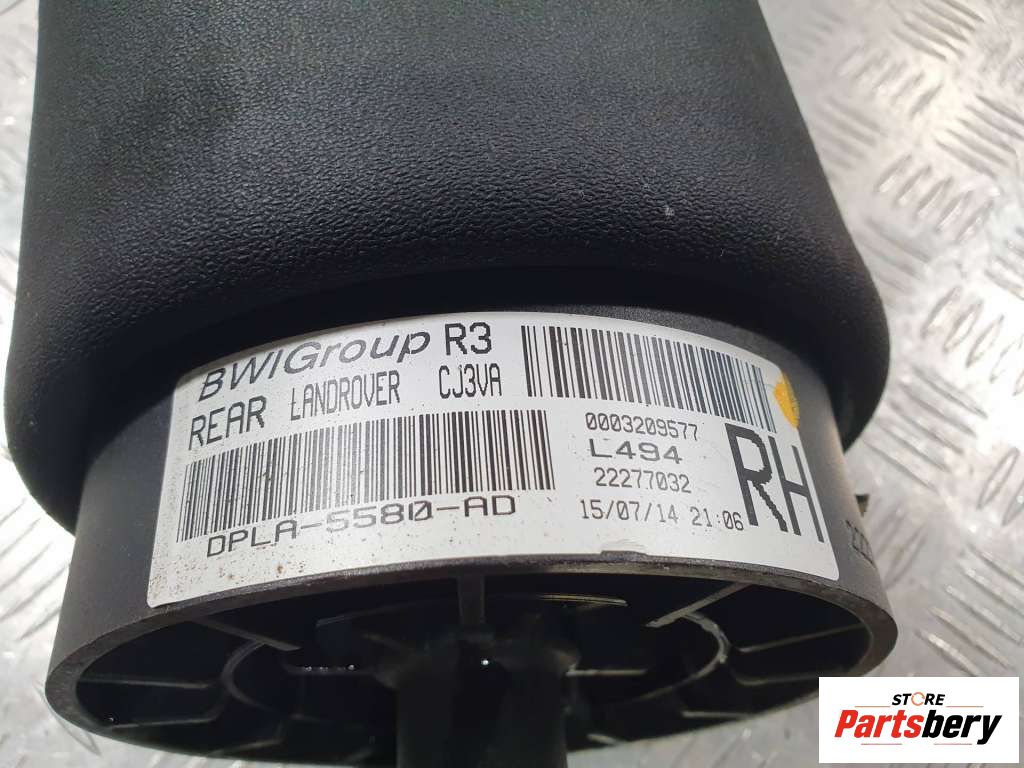 BWIGroup R3
REAR LANDROVER CJ3VA
DPLA-5580-AD
0003209577
L494
22277032
15/07/14 21:06
RH
STORE
Partsbery